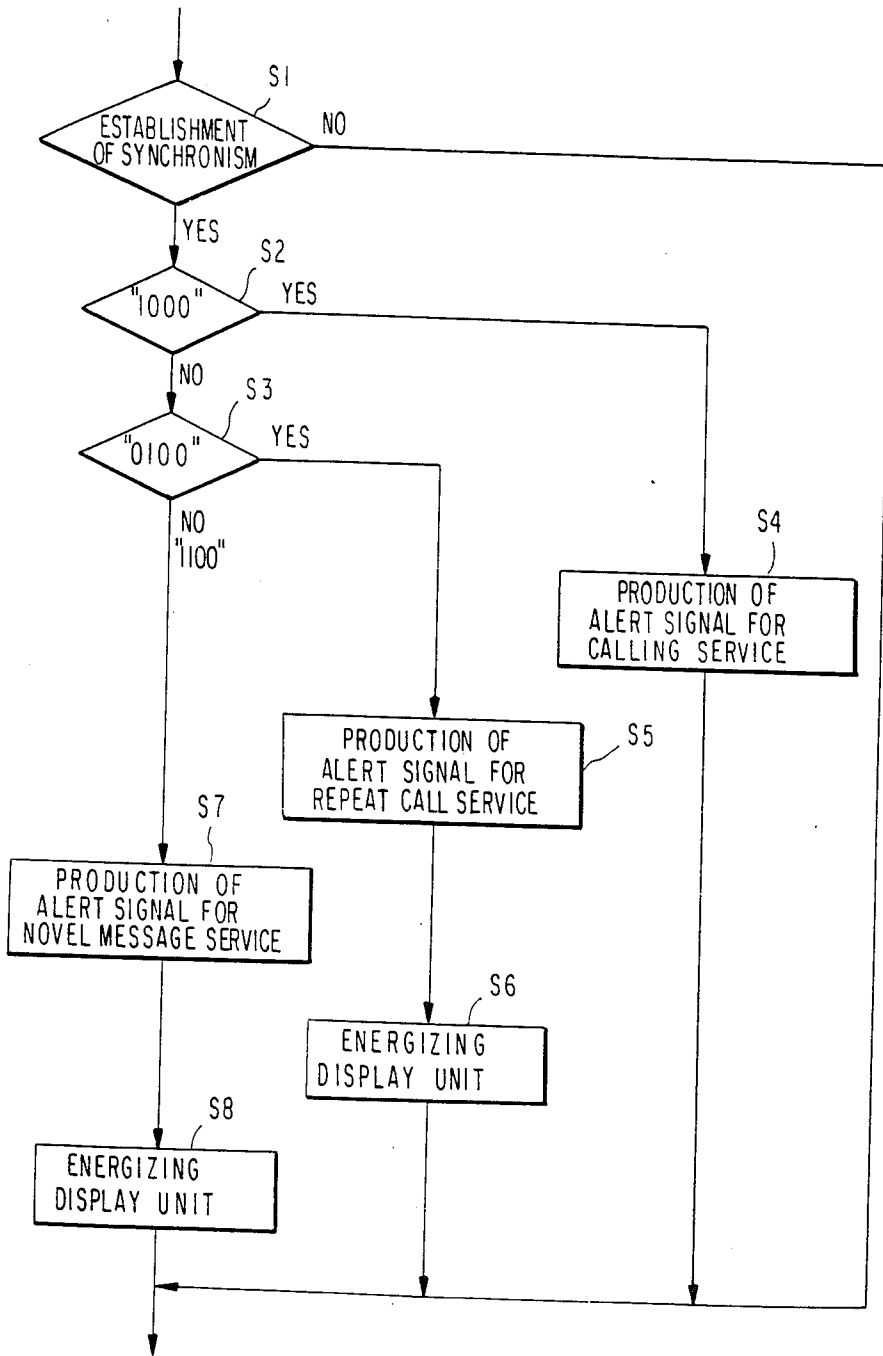 S1
ESTABLISHMENT
OF SYNCHRONISM
NO
YES
S2
"1000"
YES
NO
S3
"0100"
YES
NO
"1100"
S4
PRODUCTION OF
ALERT SIGNAL FOR
CALLING SERVICE
S5
PRODUCTION OF
ALERT SIGNAL FOR
REPEAT CALL SERVICE
S7
PRODUCTION OF
ALERT SIGNAL FOR
NOVEL MESSAGE SERVICE
S6
ENERGIZING
DISPLAY UNIT
S8
ENERGIZING
DISPLAY UNIT